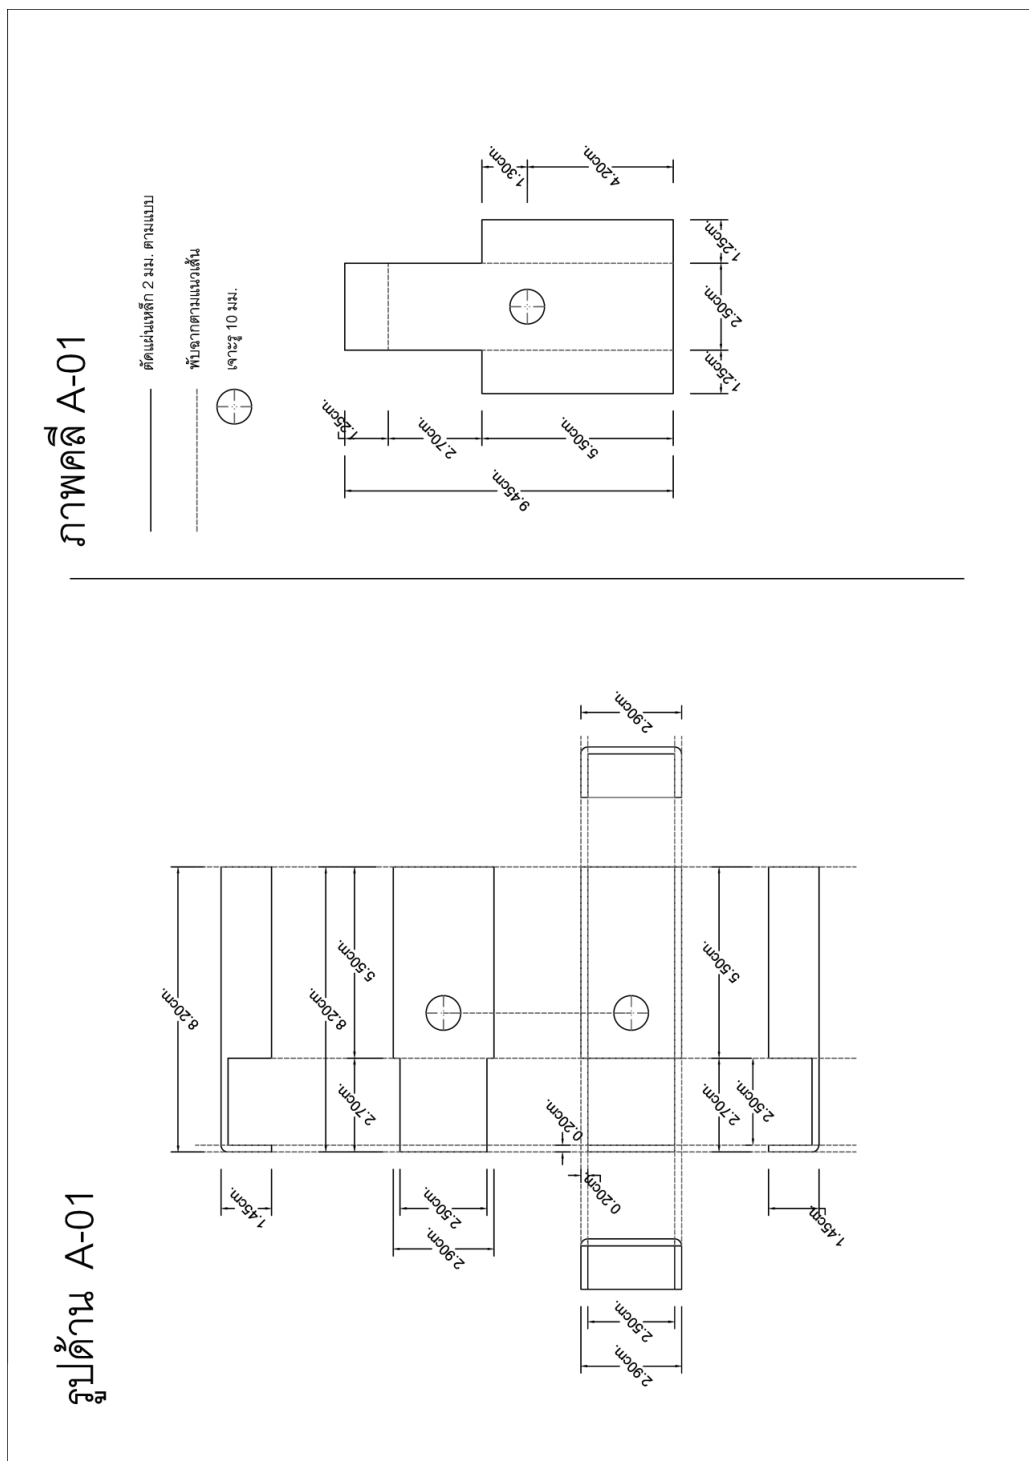 รูปด้าน A-01
8.20cm.
1.45cm.
8.20cm.
5.50cm.
2.70cm.
2.50cm.
2.90cm.
2.90cm.
0.20cm.
0.20cm.
2.50cm.
2.90cm.
5.50cm.
2.70cm.
2.50cm.
1.45cm.
ภาพคลี่ A-01
ตัดแผ่นเหล็ก 2 มม. ตามแบบ
พับฉากตามแนวเส้น
เจาะรู 10 มม.
1.30cm.
4.20cm.
1.25cm.
2.50cm.
1.25cm.
1.25cm.
2.70cm.
5.50cm.
9.45cm.